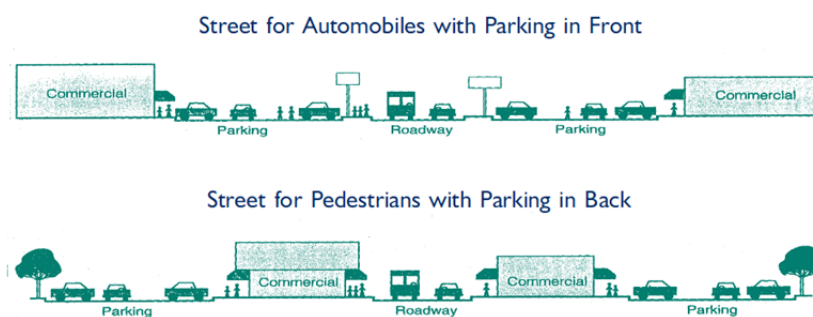 Street for Automobiles with Parking in Front
Commercial
Commercial
Parking
Roadway
Parking
Street for Pedestrians with Parking in Back
Commercial
Commercial
Parking
Roadway
Parking